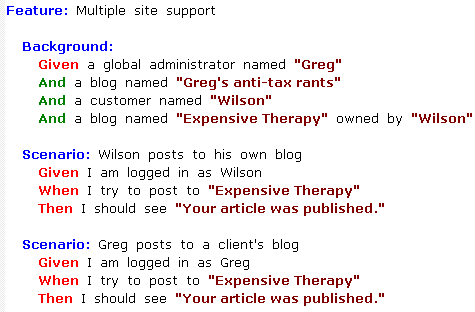 Feature: Multiple site support
Background:
Given a global administrator named "Greg"
And a blog named "Greg's anti-tax rants"
And a customer named "Wilson"
And a blog named "Expensive Therapy" owned by "Wilson"
Scenario: Wilson posts to his own blog
Given I am logged in as Wilson
When I try to post to "Expensive Therapy"
Then I should see "Your article was published."
Scenario: Greg posts to a client's blog
Given I am logged in as Greg
When I try to post to "Expensive Therapy"
Then I should see "Your article was published."